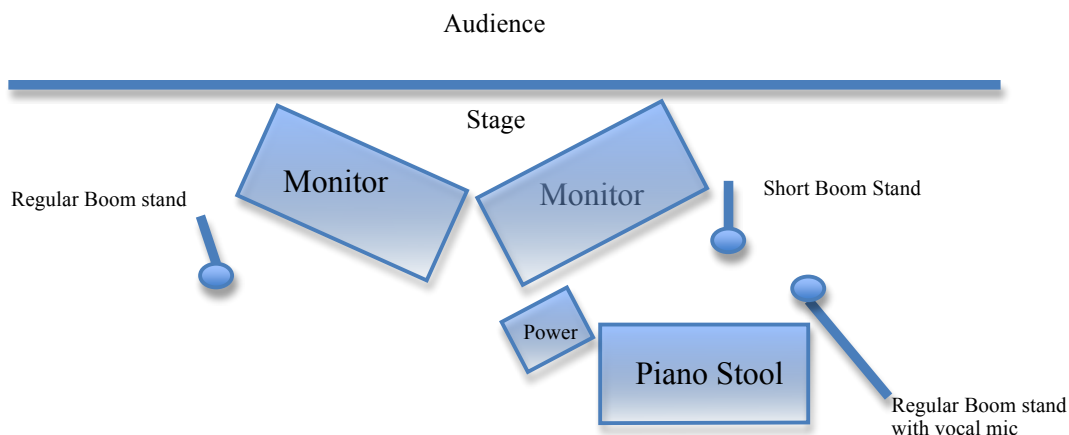 Audience
Stage
Monitor
Monitor
Regular Boom stand
Short Boom Stand
Power
Piano Stool
Regular Boom stand
with vocal mic